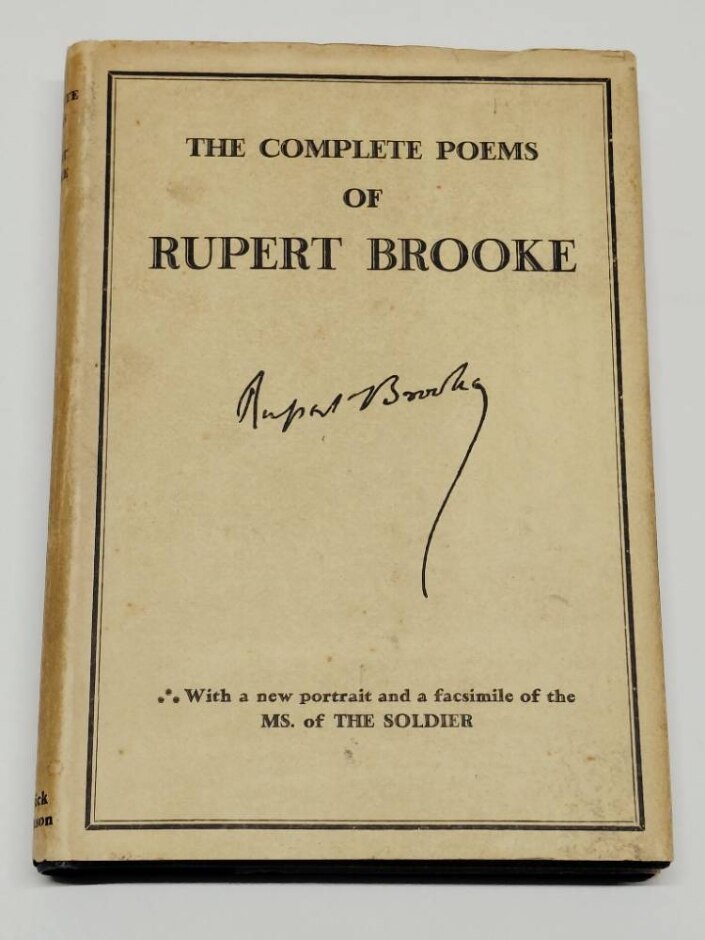 THE COMPLETE POEMS
OF
RUPERT BROOKE
Rupert Brooke
∴ With a new portrait and a facsimile of the
MS. of THE SOLDIER